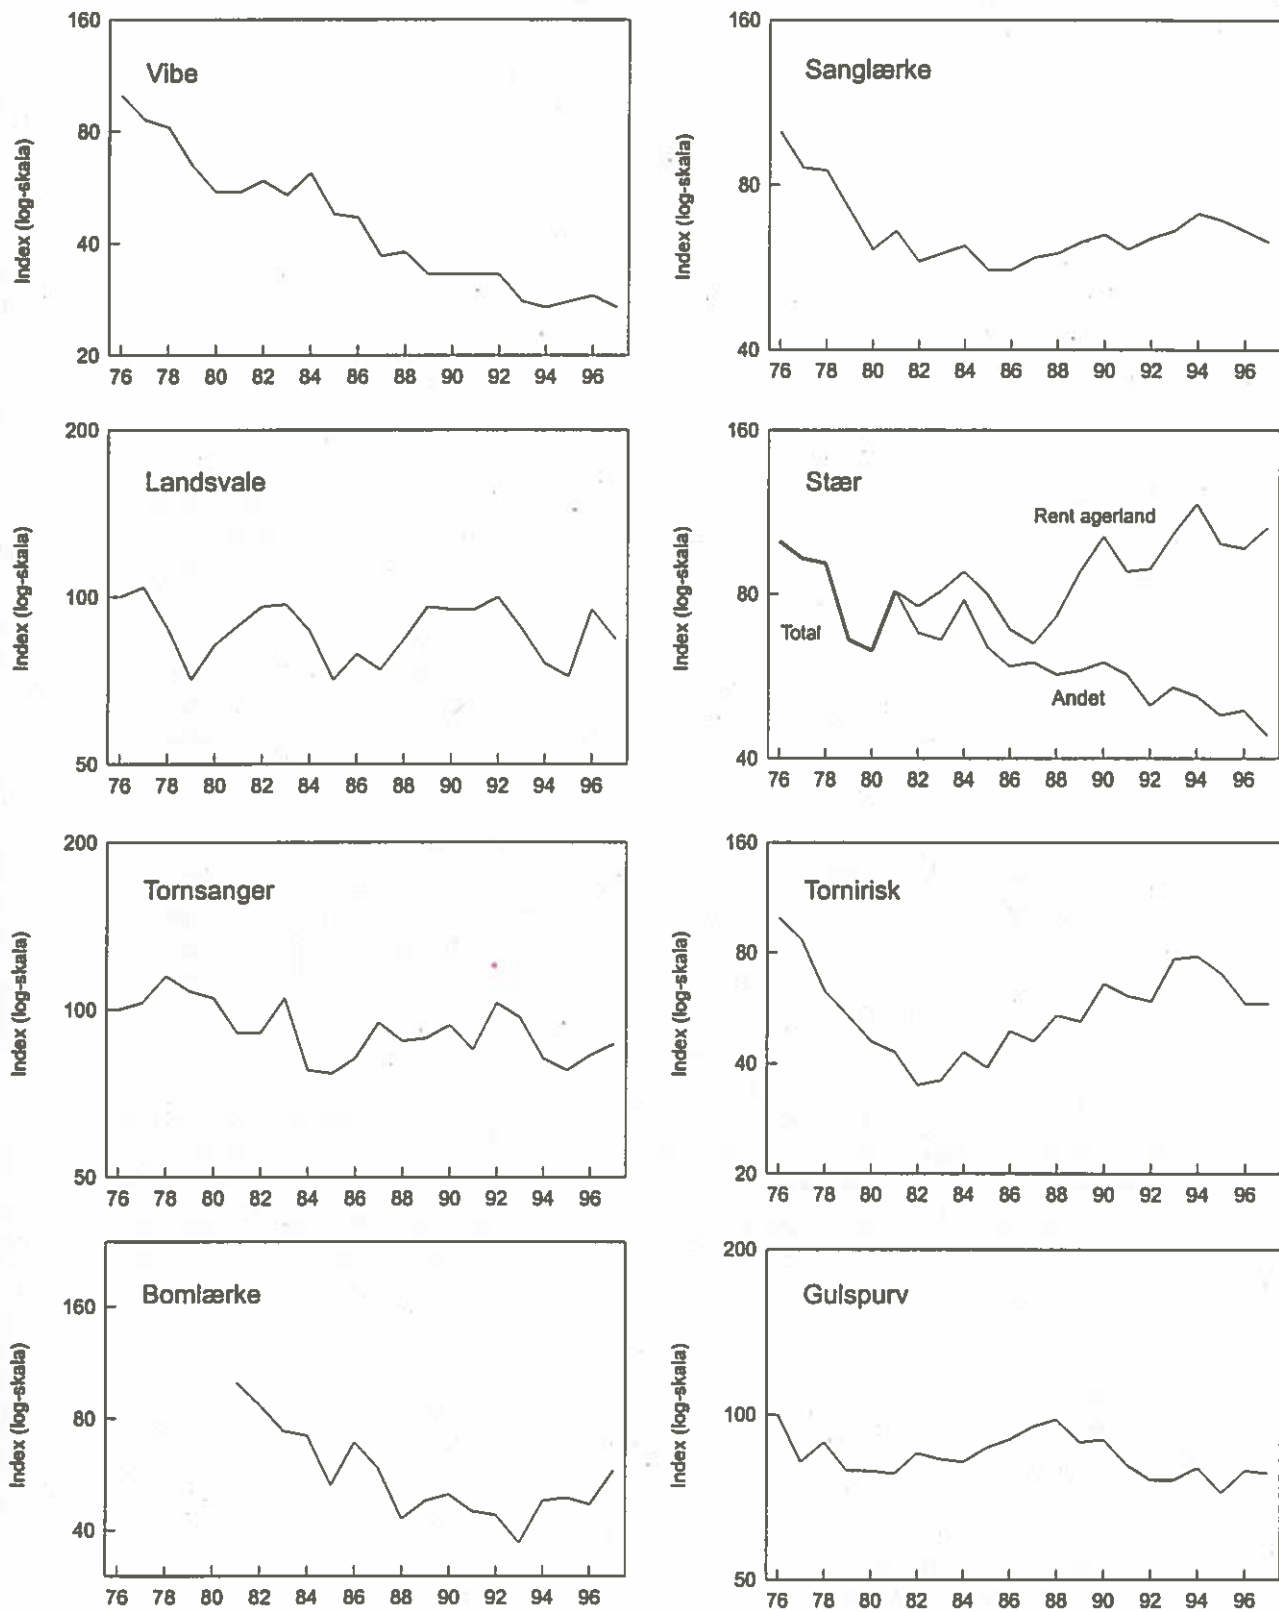 160
Vibe
80
40
20
Index (log-skala)
76 78 80 82 84 86 88 90 92 94 96
160
Sanglærke
80
40
Index (log-skala)
76 78 80 82 84 86 88 90 92 94 96
200
Landsvale
100
50
Index (log-skala)
76 78 80 82 84 86 88 90 92 94 96
160
Stær
Rent agerland
80
Total
Andet
40
Index (log-skala)
76 78 80 82 84 86 88 90 92 94 96
200
Tornsanger
100
50
Index (log-skala)
76 78 80 82 84 86 88 90 92 94 96
160
Tornirisk
80
40
20
Index (log-skala)
76 78 80 82 84 86 88 90 92 94 96
Bomlærke
160
80
40
Index (log-skala)
76 78 80 82 84 86 88 90 92 94 96
200
Gulspurv
100
50
Index (log-skala)
76 78 80 82 84 86 88 90 92 94 96